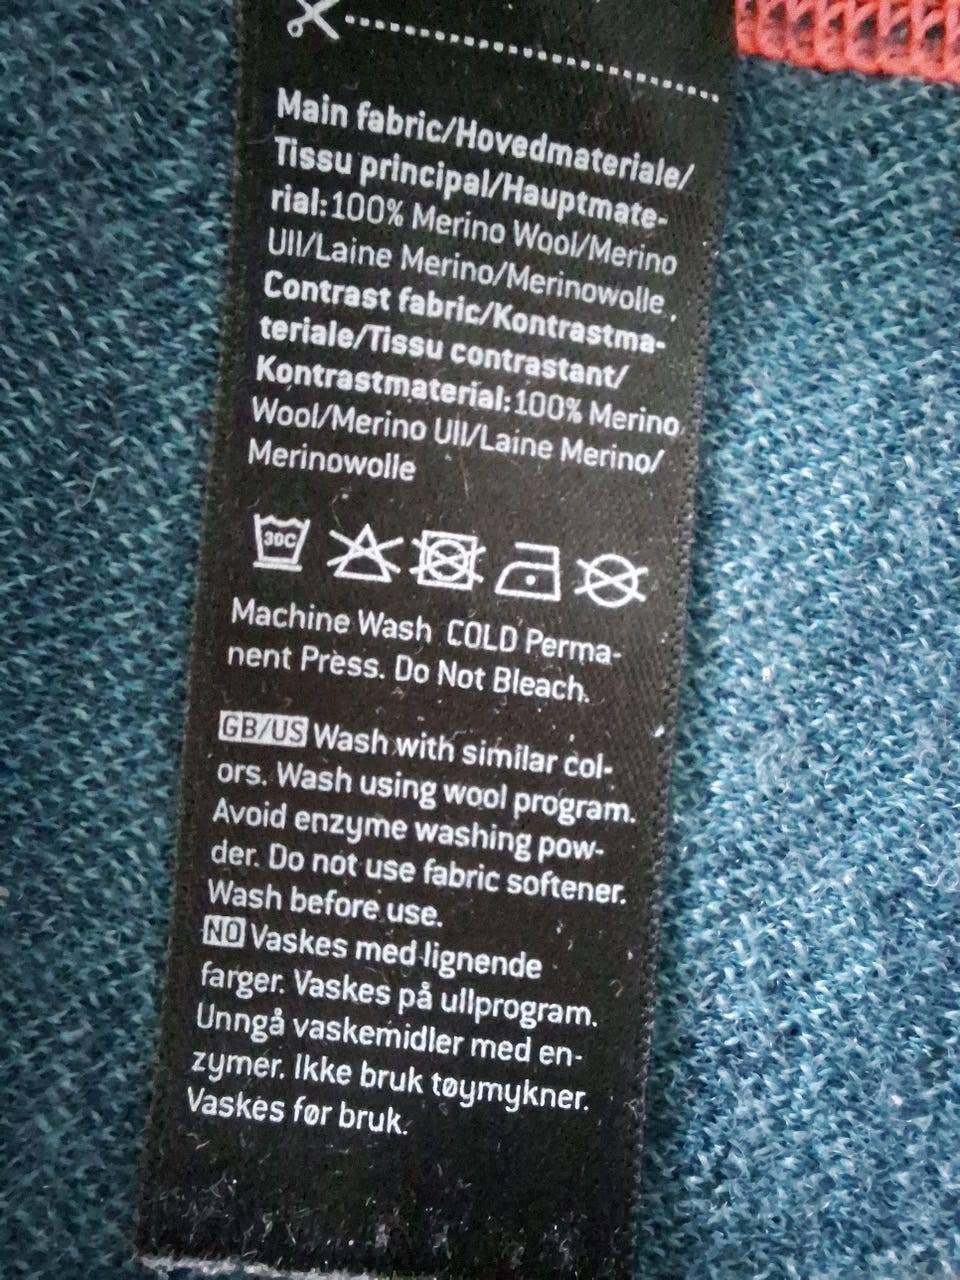 Main fabric/Hovedmateriale/
Tissu principal/Hauptmate-
rial:100% Merino Wool/Merino
Ull/Laine Merino/Merinowolle,
Contrast fabric/Kontrastma-
teriale/Tissu contrastant/
Kontrastmaterial:100% Merino
Wool/Merino Ull/Laine Merino/
Merinowolle
30C
Machine Wash COLD Perma-
nent Press. Do Not Bleach.
GB/US Wash with similar col-
ors. Wash using wool program.
Avoid enzyme washing pow-
der. Do not use fabric softener.
Wash before use.
NO Vaskes med lignende
farger. Vaskes på ullprogram.
Unngå vaskemidler med en-
zymer. Ikke bruk tøymykner.
Vaskes før bruk.